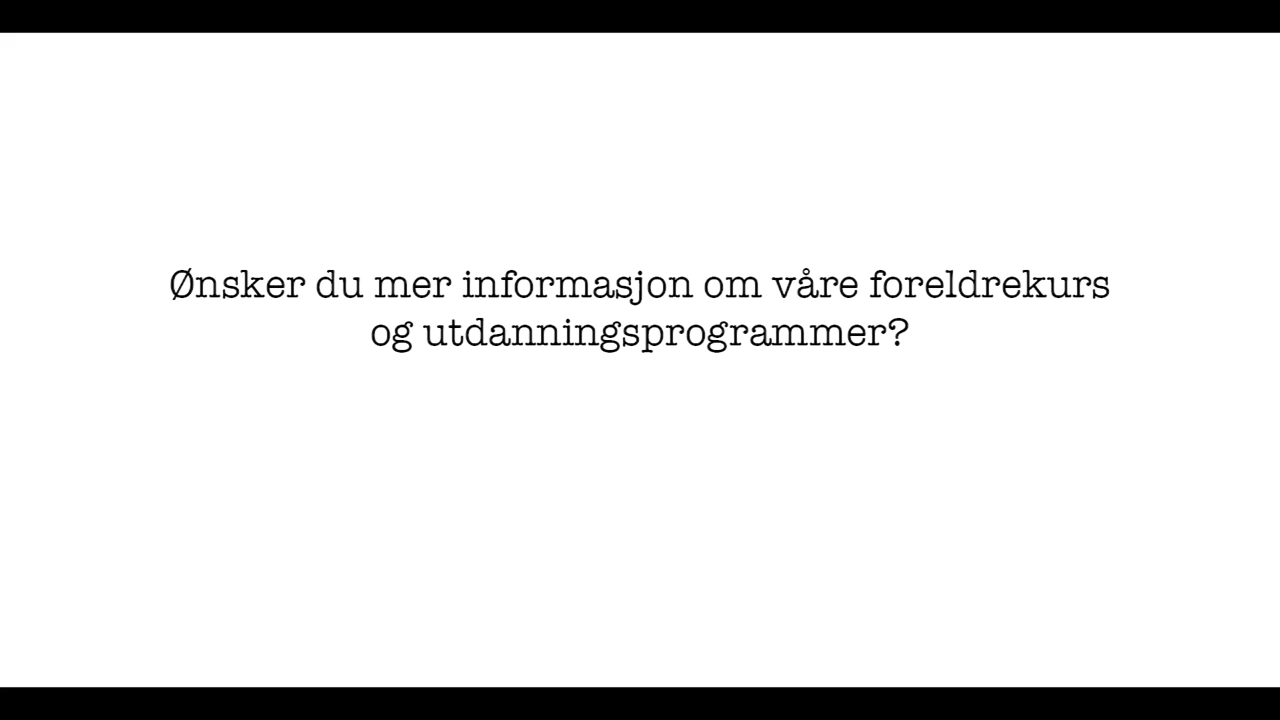 Ønsker du mer informasjon om våre foreldrekurs
og utdanningsprogrammer?